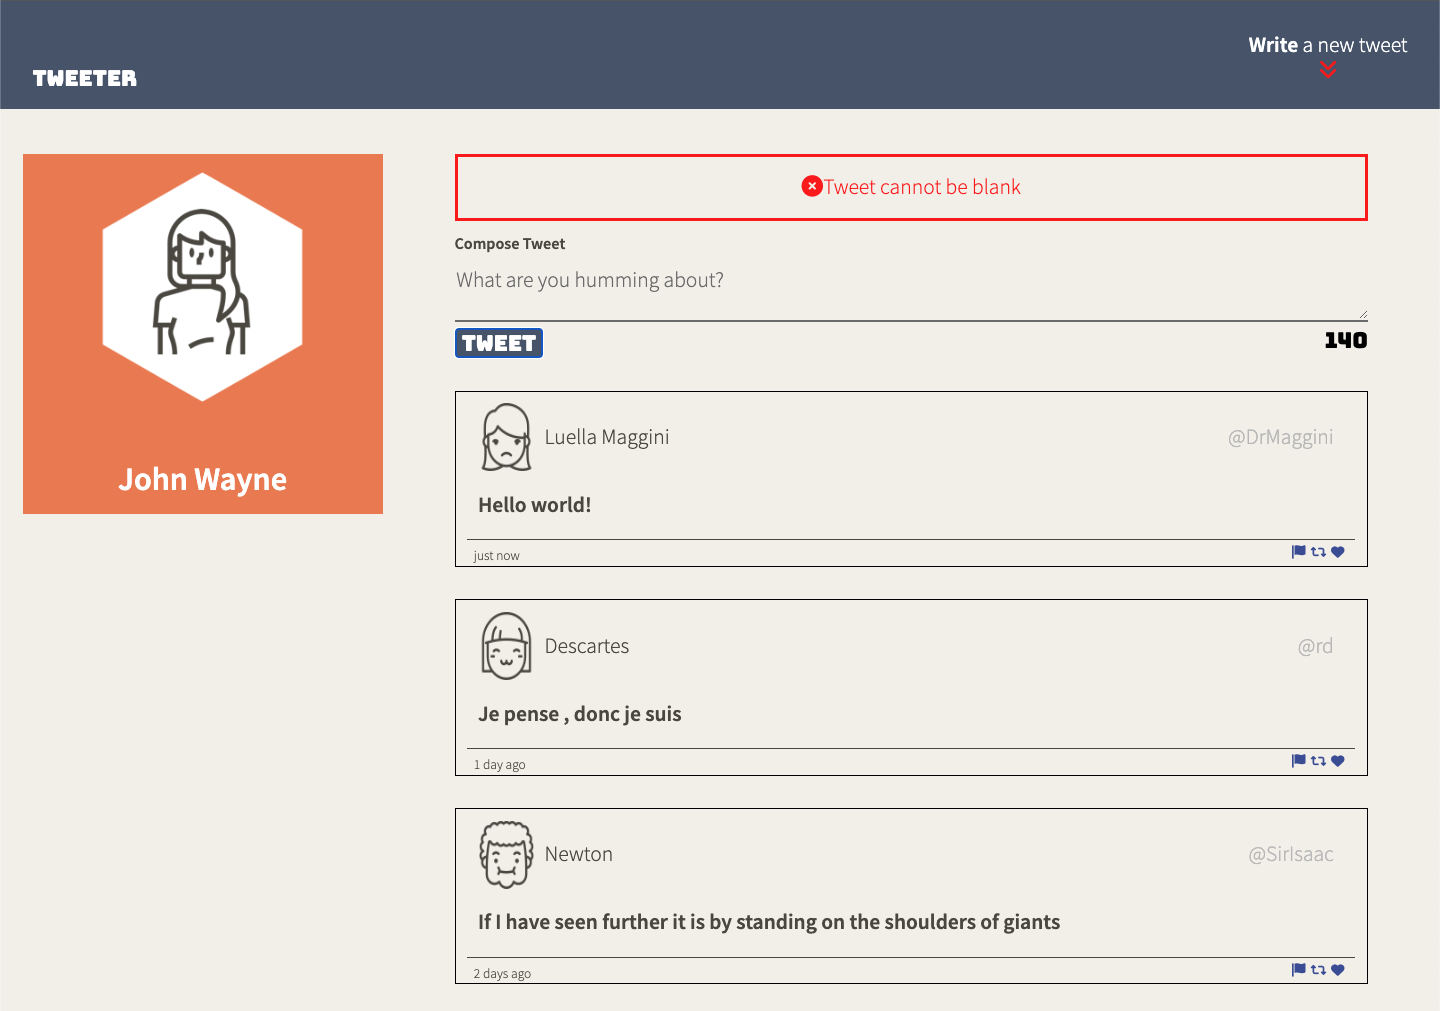 Write a new tweet
TWEETER
John Wayne
Tweet cannot be blank
Compose Tweet
What are you humming about?
TWEET
140
Luella Maggini
@DrMaggini
Hello world!
just now
Descartes
@rd
Je pense , donc je suis
1 day ago
Newton
@SirIsaac
If I have seen further it is by standing on the shoulders of giants
2 days ago